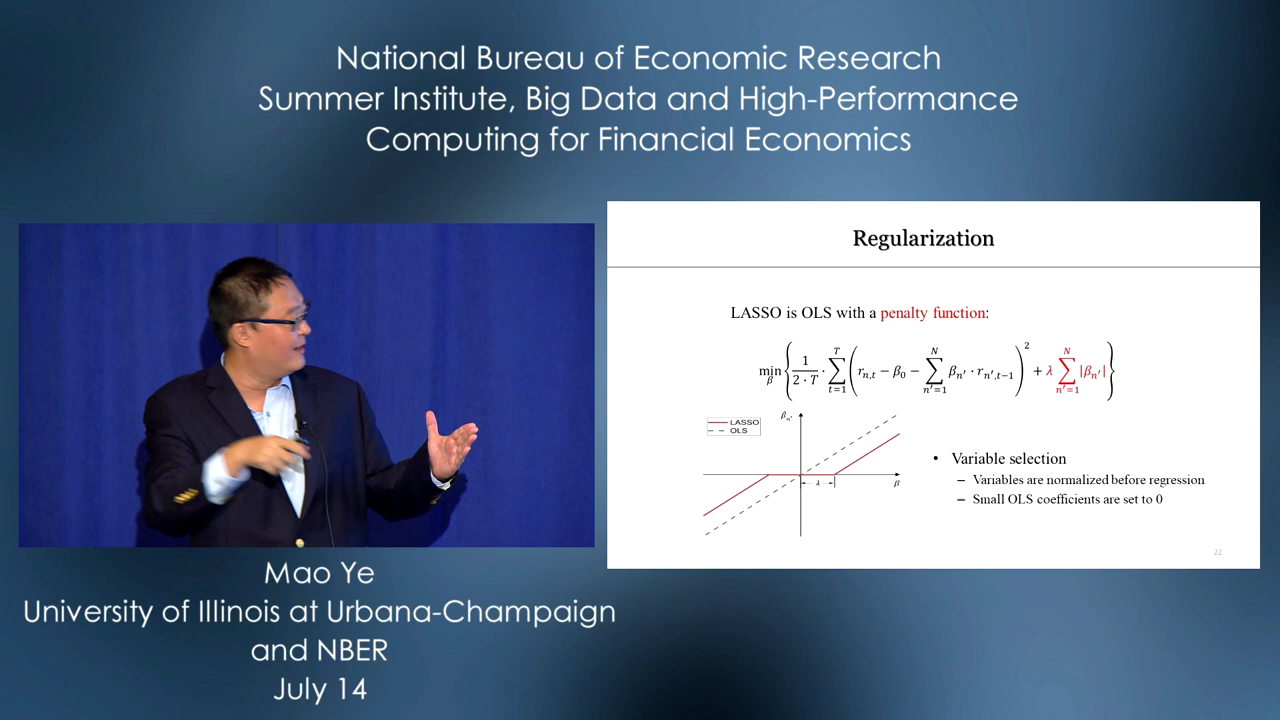 National Bureau of Economic Research
Summer Institute, Big Data and High-Performance
Computing for Financial Economics
Regularization
LASSO is OLS with a penalty function:
min_β { 1/(2·T) · ∑_{t=1}^{T} ( r_{n,t} − β_0 − ∑_{n′=1}^{N} β_{n′} · r_{n′,t−1} )^2 + λ ∑_{n′=1}^{N} |β_{n′}| }
LASSO
OLS
β_{n′}
λ
β
• Variable selection
– Variables are normalized before regression
– Small OLS coefficients are set to 0
22
Mao Ye
University of Illinois at Urbana-Champaign
and NBER
July 14